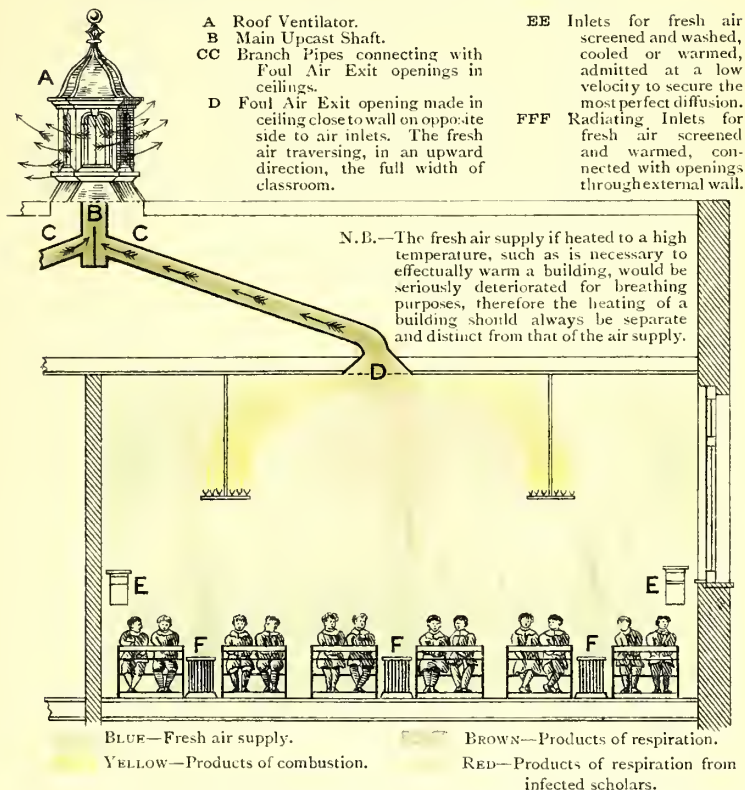 A Roof Ventilator.
B Main Upcast Shaft.
CC Branch Pipes connecting with
Foul Air Exit openings in
ceilings.
D Foul Air Exit opening made in
ceiling close to wall on opposite
side to air inlets. The fresh
air traversing, in an upward
direction, the full width of
classroom.
EE Inlets for fresh air
screened and washed,
cooled or warmed,
admitted at a low
velocity to secure the
most perfect diffusion.
FFF Radiating Inlets for
fresh air screened
and warmed, con-
nected with openings
through external wall.
A
B
C C
N.B.—The fresh air supply if heated to a high
temperature, such as is necessary to
effectually warm a building, would be
seriously deteriorated for breathing
purposes, therefore the heating of a
building should always be separate
and distinct from that of the air supply.
D
E E
F F F
BLUE—Fresh air supply.
YELLOW—Products of combustion.
BROWN—Products of respiration.
RED—Products of respiration from
infected scholars.